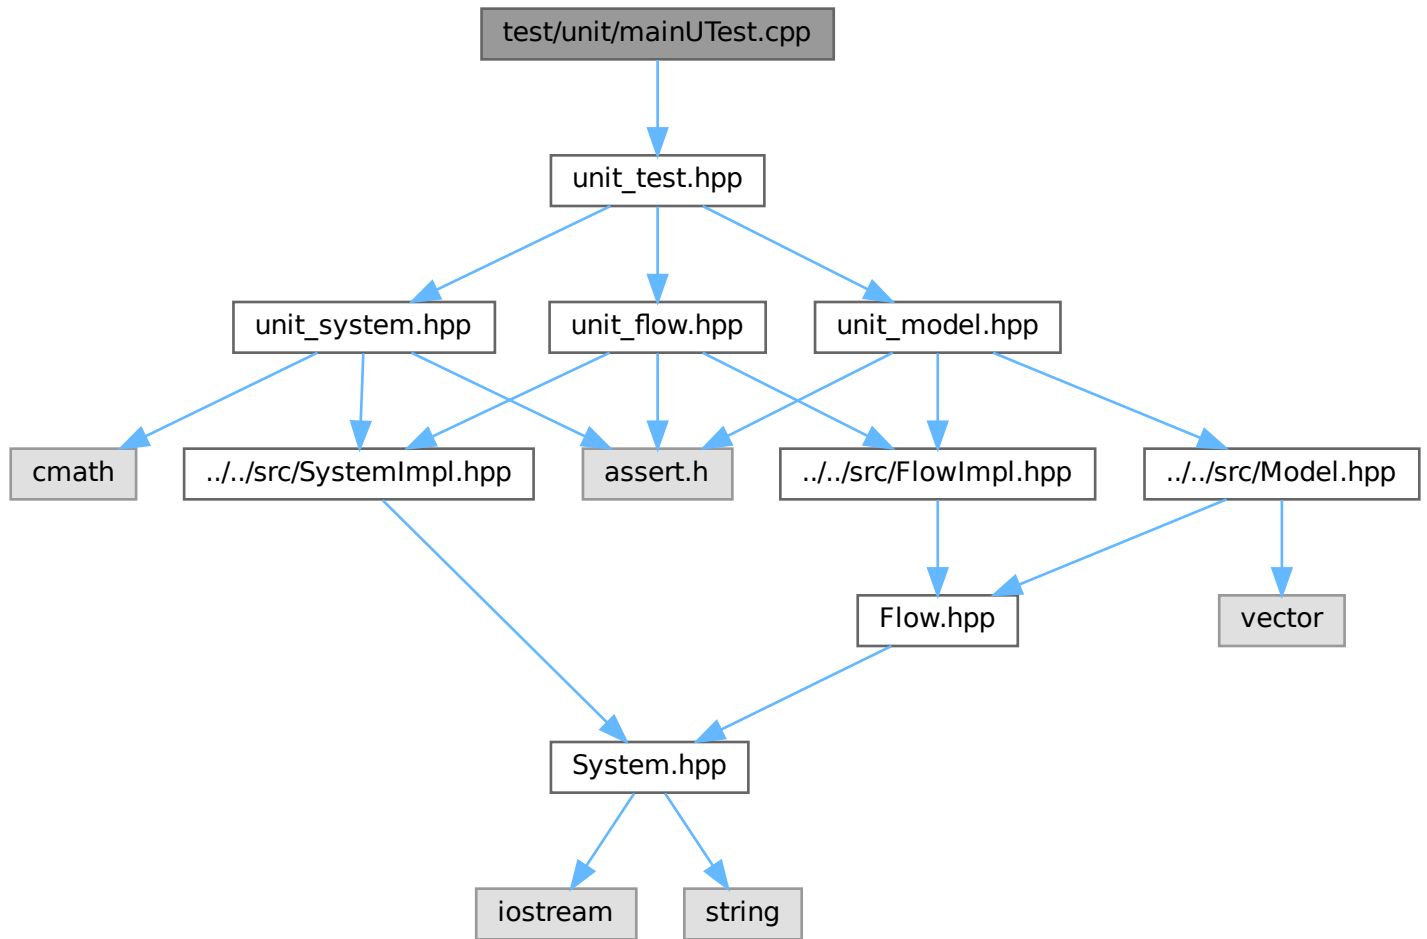 test/unit/mainUTest.cpp
unit_test.hpp
unit_system.hpp
unit_flow.hpp
unit_model.hpp
cmath
../../src/SystemImpl.hpp
assert.h
../../src/FlowImpl.hpp
../../src/Model.hpp
Flow.hpp
vector
System.hpp
iostream
string